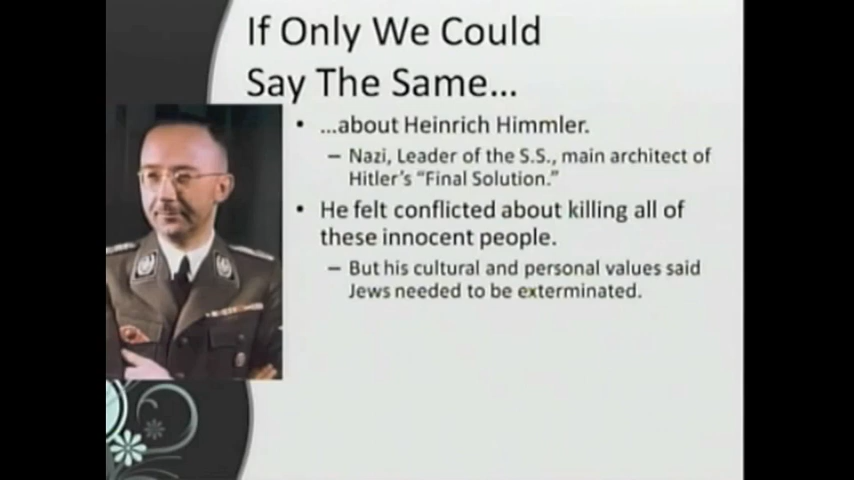 If Only We Could
Say The Same...
• ...about Heinrich Himmler.
– Nazi, Leader of the S.S., main architect of
Hitler's "Final Solution."
• He felt conflicted about killing all of
these innocent people.
– But his cultural and personal values said
Jews needed to be exterminated.